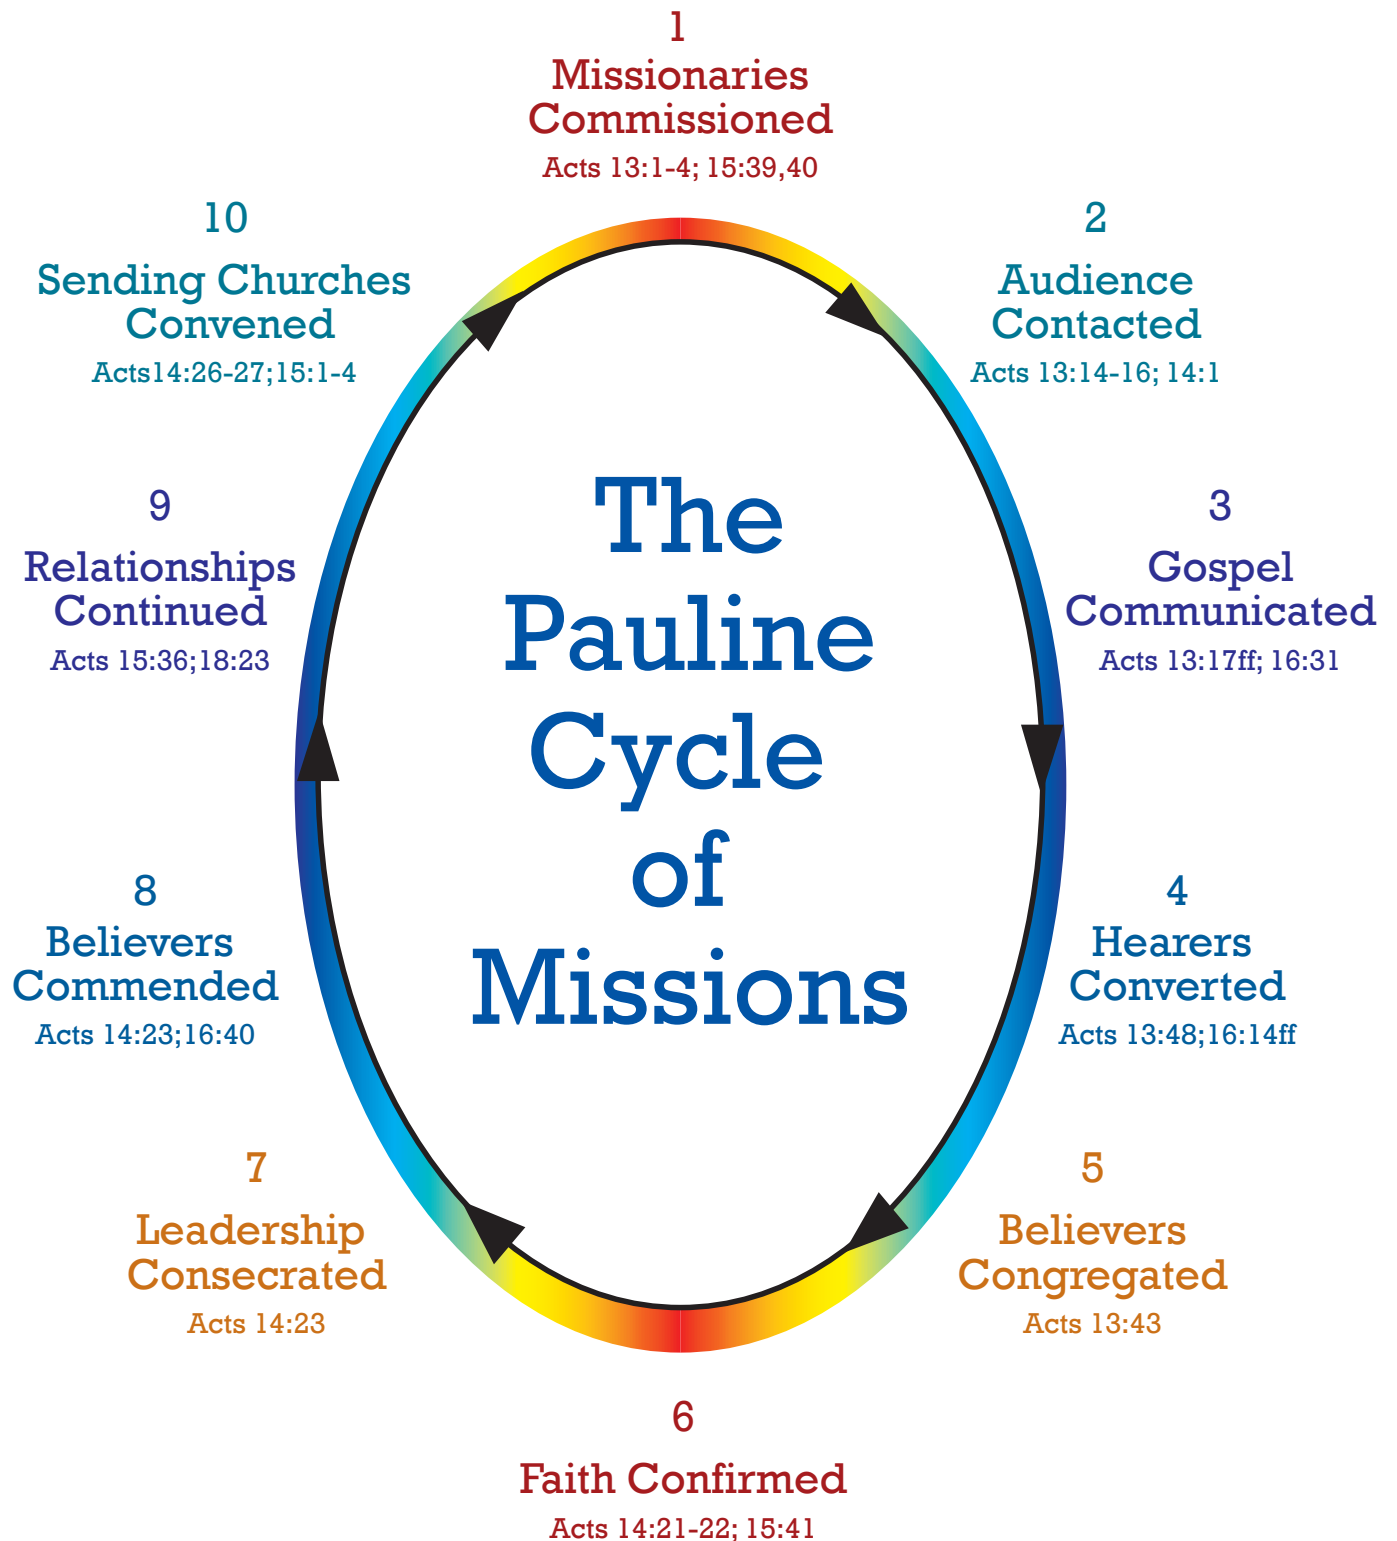 1
Missionaries
Commissioned
Acts 13:1-4; 15:39,40
2
Audience
Contacted
Acts 13:14-16; 14:1
3
Gospel
Communicated
Acts 13:17ff; 16:31
4
Hearers
Converted
Acts 13:48;16:14ff
5
Believers
Congregated
Acts 13:43
6
Faith Confirmed
Acts 14:21-22; 15:41
7
Leadership
Consecrated
Acts 14:23
8
Believers
Commended
Acts 14:23;16:40
9
Relationships
Continued
Acts 15:36;18:23
10
Sending Churches
Convened
Acts14:26-27;15:1-4
The
Pauline
Cycle
of
Missions